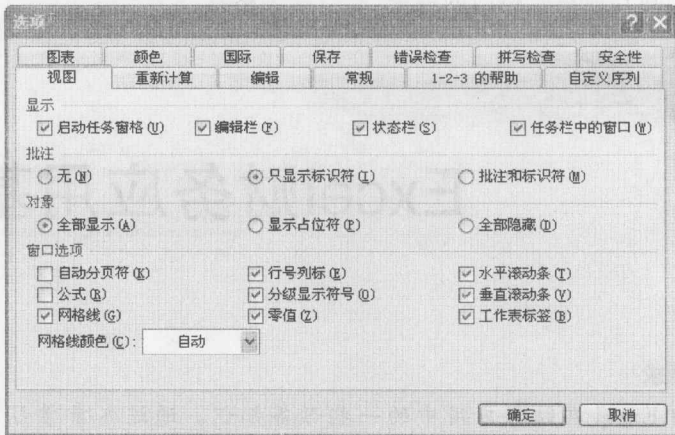 选项
图表 颜色 国际 保存 错误检查 拼写检查 安全性
视图 重新计算 编辑 常规 1-2-3 的帮助 自定义序列
显示
启动任务窗格(U) 编辑栏(F) 状态栏(S) 任务栏中的窗口(W)
批注
无(N) 只显示标识符(I) 批注和标识符(M)
对象
全部显示(A) 显示占位符(P) 全部隐藏(D)
窗口选项
自动分页符(K) 行号列标(E) 水平滚动条(T)
公式(R) 分级显示符号(O) 垂直滚动条(V)
网格线(G) 零值(Z) 工作表标签(B)
网格线颜色(C): 自动
确定 取消